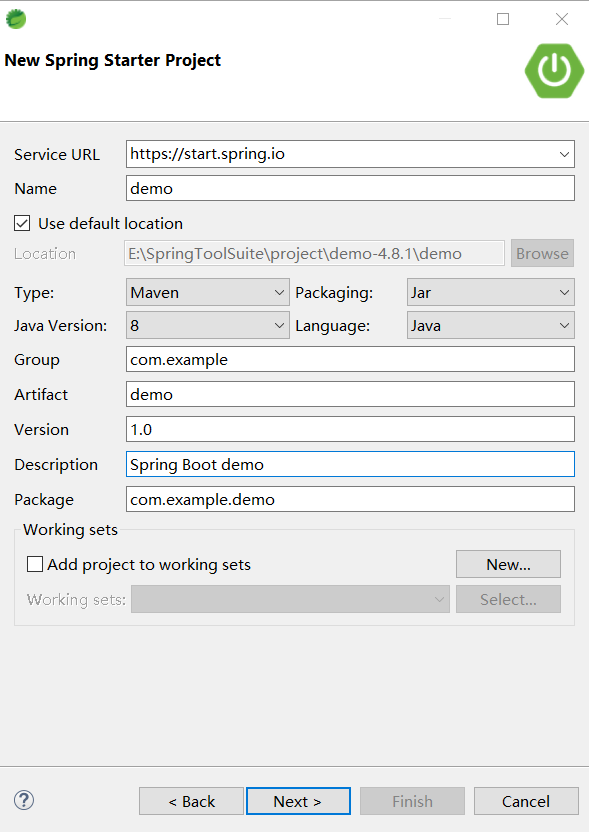 New Spring Starter Project
Service URL https://start.spring.io
Name demo
Use default location
Location E:\SpringToolSuite\project\demo-4.8.1\demo Browse
Type: Maven Packaging: Jar
Java Version: 8 Language: Java
Group com.example
Artifact demo
Version 1.0
Description Spring Boot demo
Package com.example.demo
Working sets
Add project to working sets New...
Working sets: Select...
? < Back Next > Finish Cancel